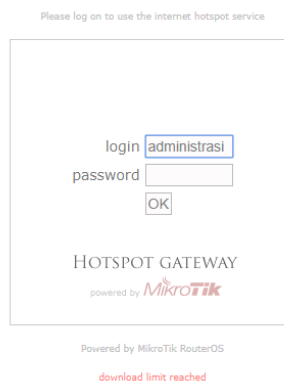 Please log on to use the internet hotspot service
login administrasi
password
OK
HOTSPOT GATEWAY
powered by MikroTik
Powered by MikroTik RouterOS
download limit reached